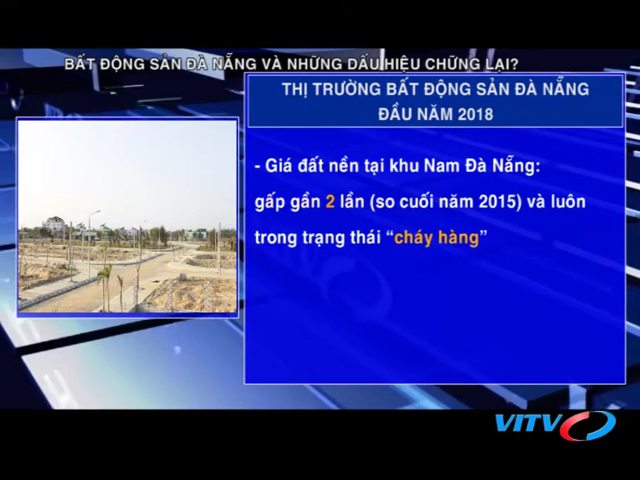 BẤT ĐỘNG SẢN ĐÀ NẴNG VÀ NHỮNG DẤU HIỆU CHỮNG LẠI?
THỊ TRƯỜNG BẤT ĐỘNG SẢN ĐÀ NẴNG
ĐẦU NĂM 2018
- Giá đất nền tại khu Nam Đà Nẵng:
gấp gần 2 lần (so cuối năm 2015) và luôn
trong trạng thái “cháy hàng”
VITV